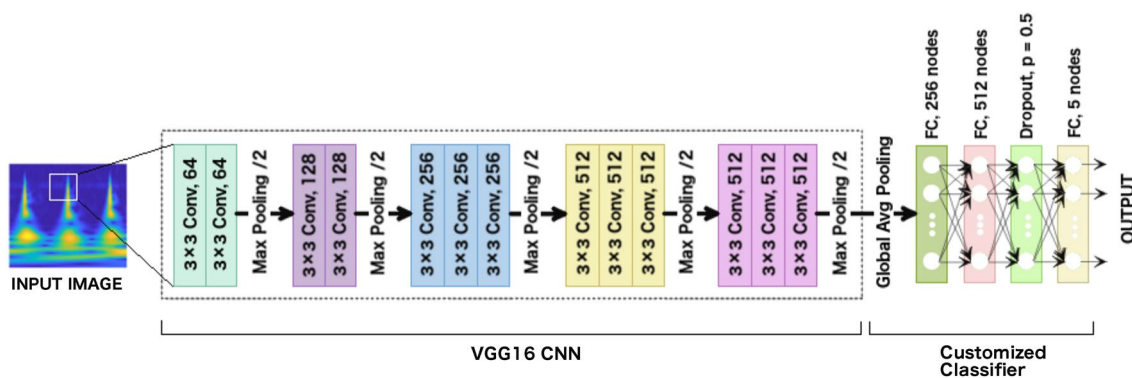 INPUT IMAGE
3×3 Conv, 64
3×3 Conv, 64
Max Pooling /2
3×3 Conv, 128
3×3 Conv, 128
Max Pooling /2
3×3 Conv, 256
3×3 Conv, 256
3×3 Conv, 256
Max Pooling /2
3×3 Conv, 512
3×3 Conv, 512
3×3 Conv, 512
Max Pooling /2
3×3 Conv, 512
3×3 Conv, 512
3×3 Conv, 512
Max Pooling /2
Global Avg Pooling
FC, 256 nodes
FC, 512 nodes
Dropout, p = 0.5
FC, 5 nodes
OUTPUT
VGG16 CNN
Customized
Classifier